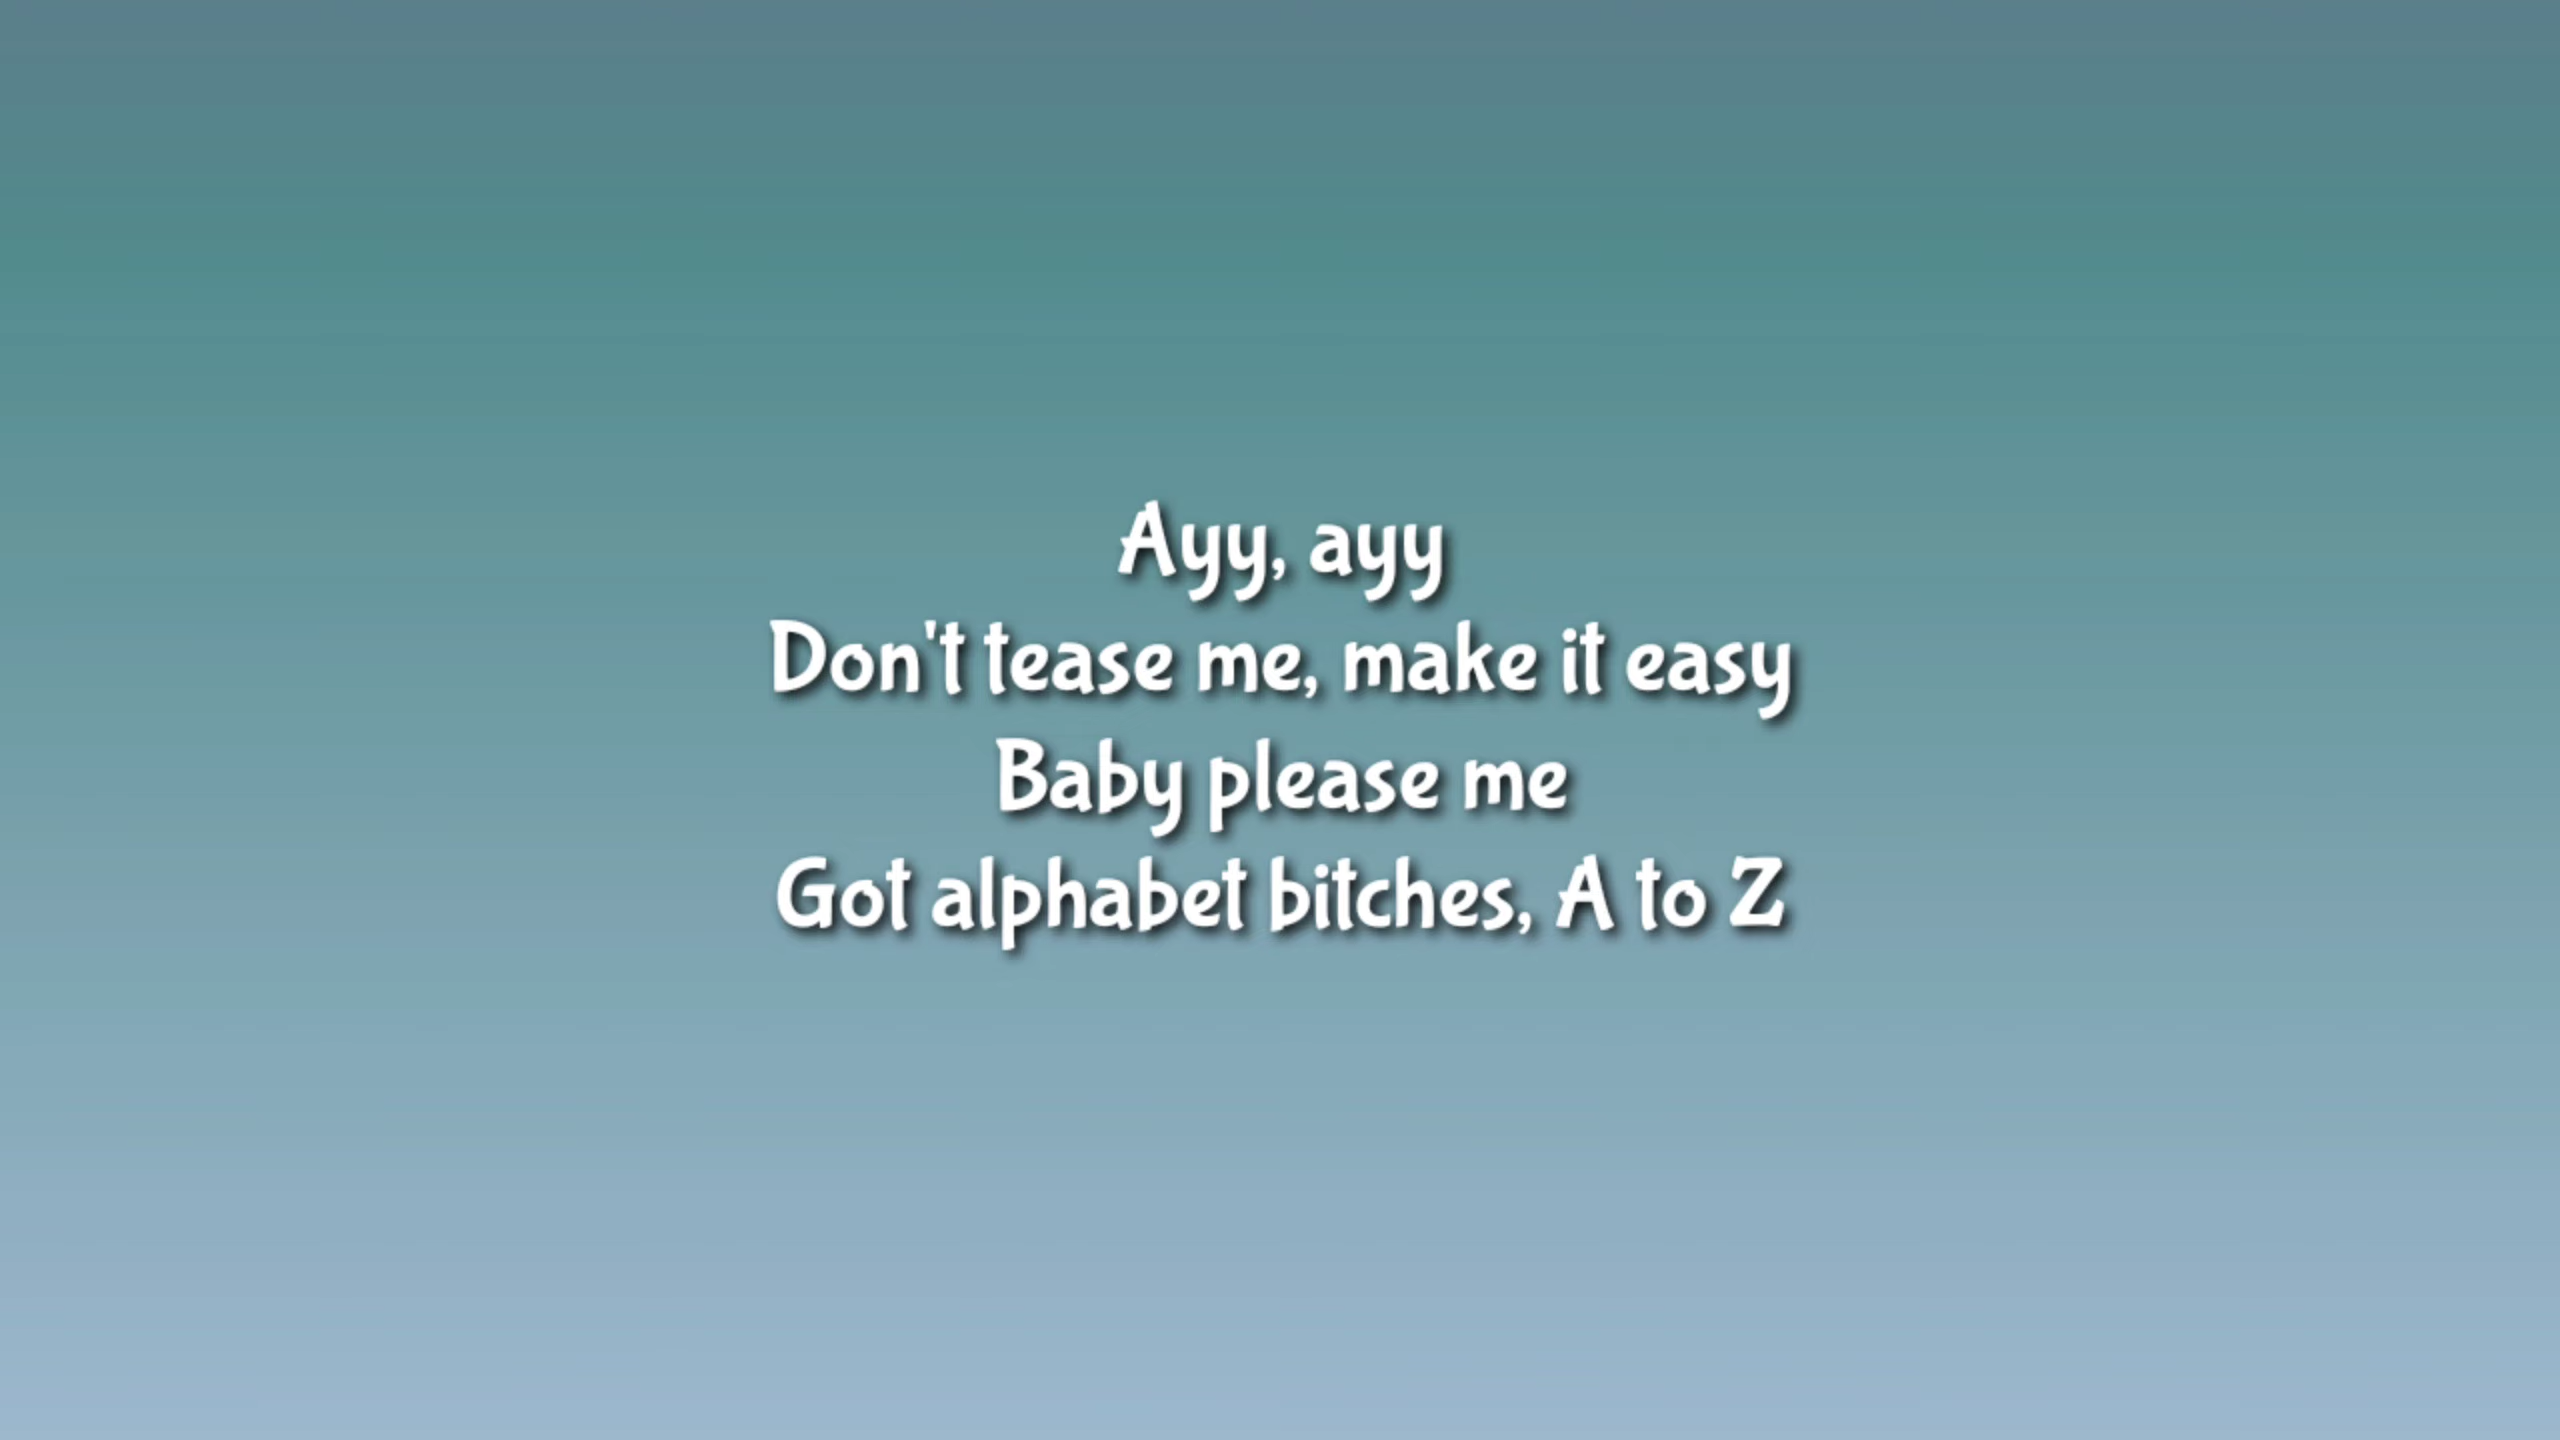 Ayy, ayy
Don't tease me, make it easy
Baby please me
Got alphabet bitches, A to Z